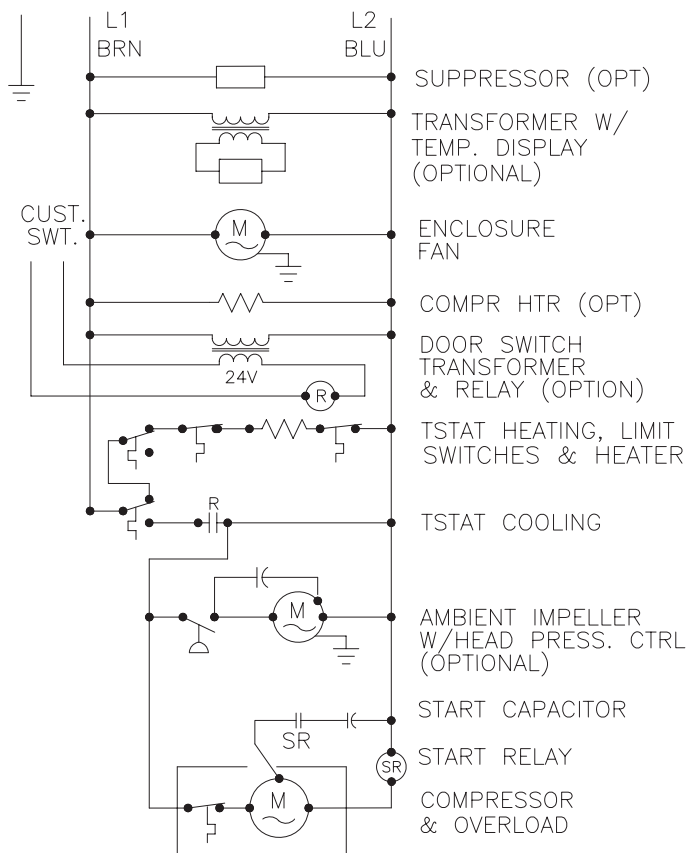 L1
BRN
L2
BLU
SUPPRESSOR (OPT)
TRANSFORMER W/
TEMP. DISPLAY
(OPTIONAL)
CUST.
SWT.
M
ENCLOSURE
FAN
COMPR HTR (OPT)
DOOR SWITCH
TRANSFORMER
& RELAY (OPTION)
24V
R
TSTAT HEATING, LIMIT
SWITCHES & HEATER
R
TSTAT COOLING
M
AMBIENT IMPELLER
W/HEAD PRESS. CTRL
(OPTIONAL)
START CAPACITOR
SR
START RELAY
SR
M
COMPRESSOR
& OVERLOAD